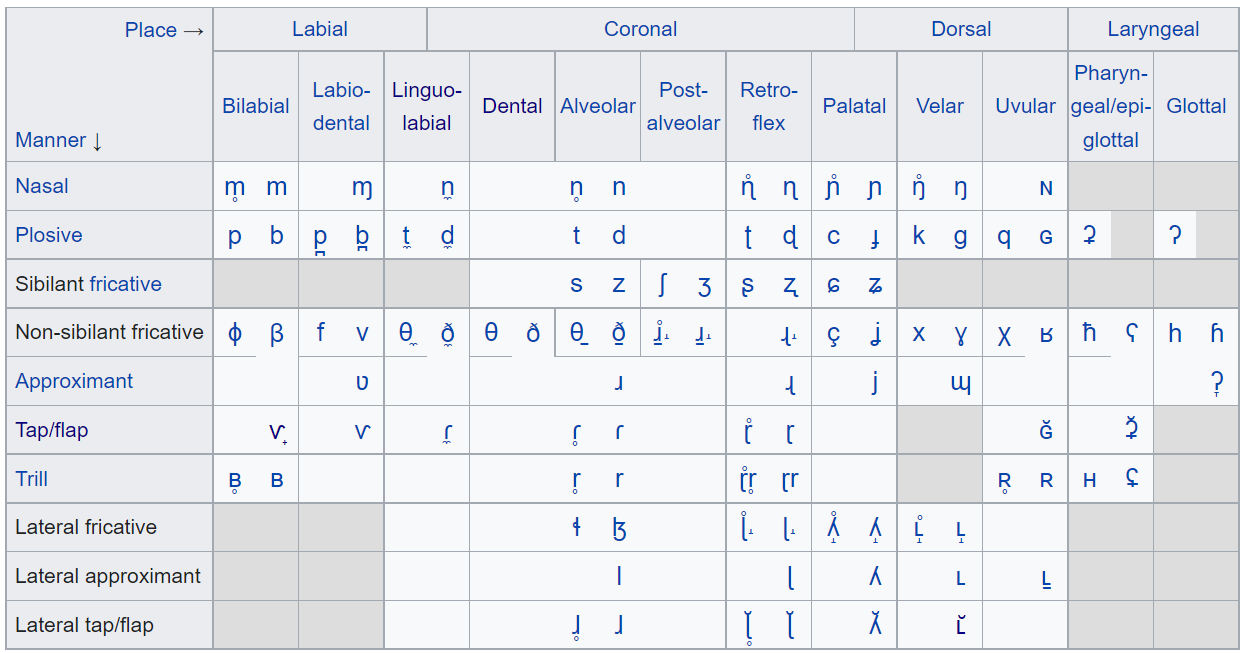 Place → Labial Coronal Dorsal Laryngeal
Manner ↓ Bilabial Labio-dental Linguo-labial Dental Alveolar Post-alveolar Retro-flex Palatal Velar Uvular Pharyn-geal/epi-glottal Glottal
Nasal m̥ m ɱ n̼ n̥ n ɳ̊ ɳ ɲ̊ ɲ ŋ̊ ŋ ɴ
Plosive p b p̪ b̪ t̼ d̼ t d ʈ ɖ c ɟ k ɡ q ɢ ʡ ʔ
Sibilant fricative s z ʃ ʒ ʂ ʐ ɕ ʑ
Non-sibilant fricative ɸ β f v θ̼ ð̼ θ ð θ̠ ð̠ ɹ̠̊˔ ɹ̠˔ ɻ˔ ç ʝ x ɣ χ ʁ ħ ʕ h ɦ
Approximant ʋ ɹ ɻ j ɰ ʔ̞
Tap/flap ⱱ̟ ⱱ ɾ̼ ɾ̥ ɾ ɽ̊ ɽ ɢ̆ ʡ̆
Trill ʙ̥ ʙ r̥ r ɽ̊r̥ ɽr ʀ̥ ʀ ʜ ʢ
Lateral fricative ɬ ɮ ɭ̊˔ ɭ˔ ʎ̝̊ ʎ̝ ʟ̝̊ ʟ̝
Lateral approximant l ɭ ʎ ʟ ʟ̠
Lateral tap/flap ɺ̥ ɺ ɭ̥̆ ɭ̆ ʎ̆ ʟ̆